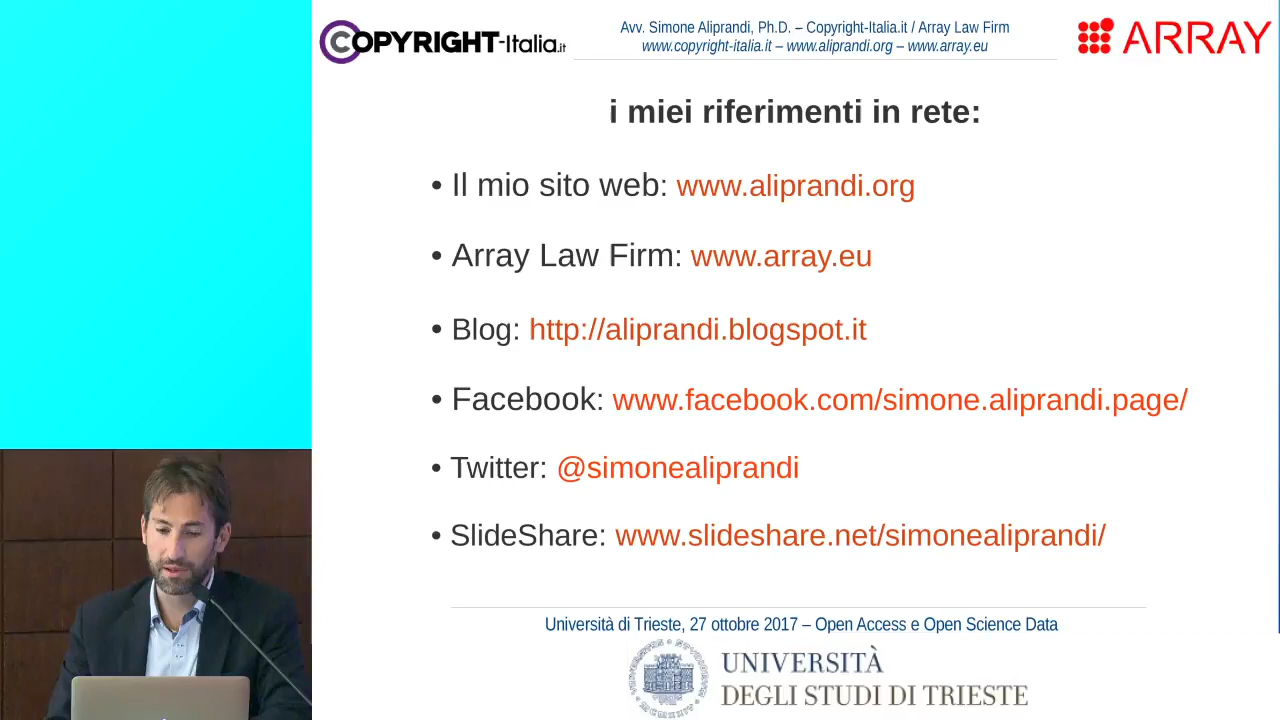 COPYRIGHT-Italia.it
Avv. Simone Aliprandi, Ph.D. – Copyright-Italia.it / Array Law Firm
www.copyright-italia.it – www.aliprandi.org – www.array.eu
ARRAY
i miei riferimenti in rete:
• Il mio sito web: www.aliprandi.org
• Array Law Firm: www.array.eu
• Blog: http://aliprandi.blogspot.it
• Facebook: www.facebook.com/simone.aliprandi.page/
• Twitter: @simonealiprandi
• SlideShare: www.slideshare.net/simonealiprandi/
Università di Trieste, 27 ottobre 2017 – Open Access e Open Science Data
UNIVERSITÀ
DEGLI STUDI DI TRIESTE